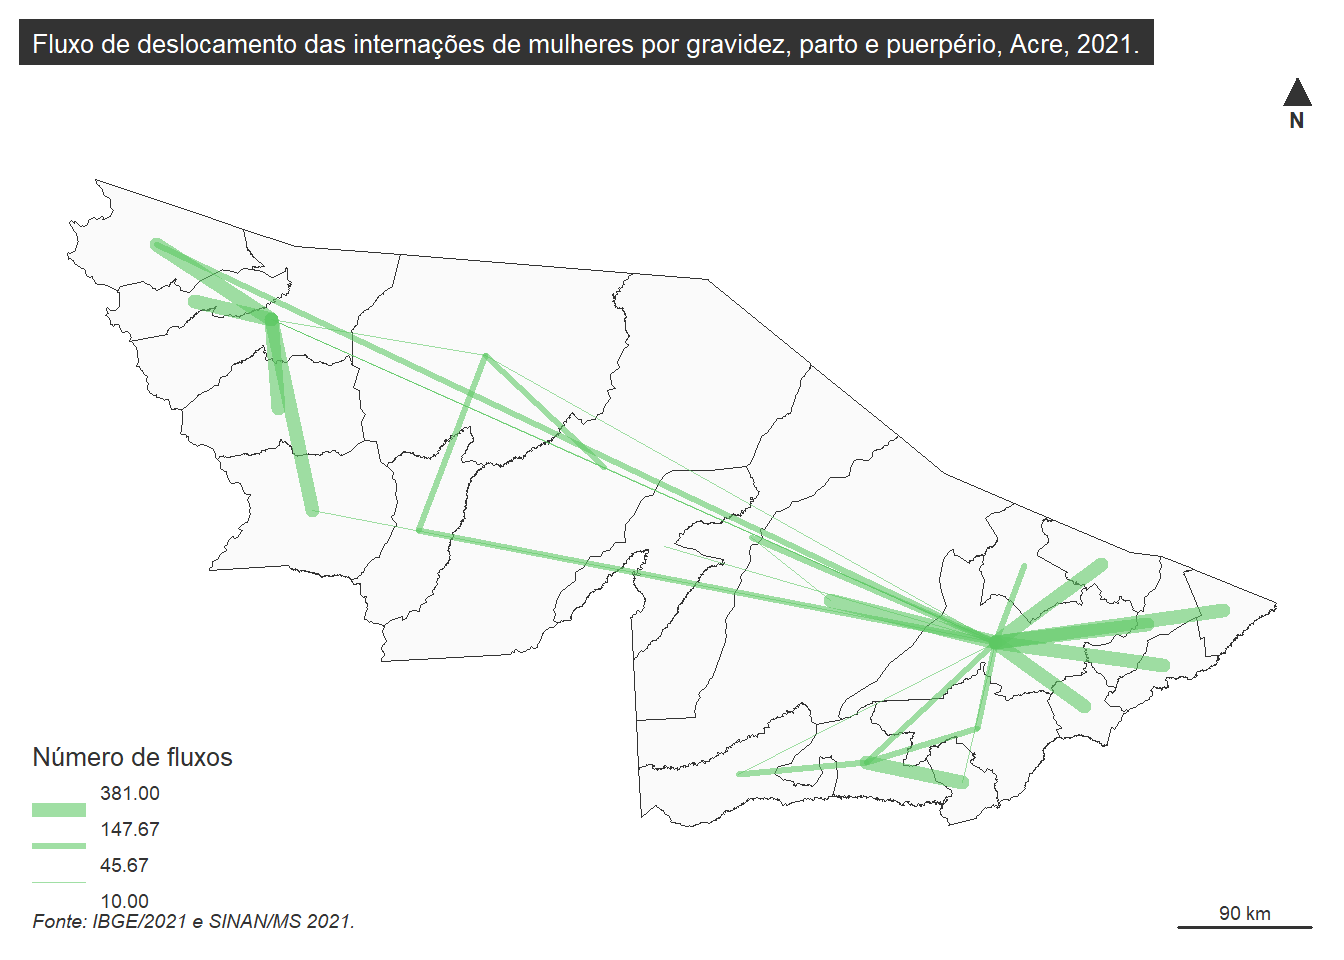 Fluxo de deslocamento das internações de mulheres por gravidez, parto e puerpério, Acre, 2021.
N
Número de fluxos
381.00
147.67
45.67
10.00
Fonte: IBGE/2021 e SINAN/MS 2021.
90 km